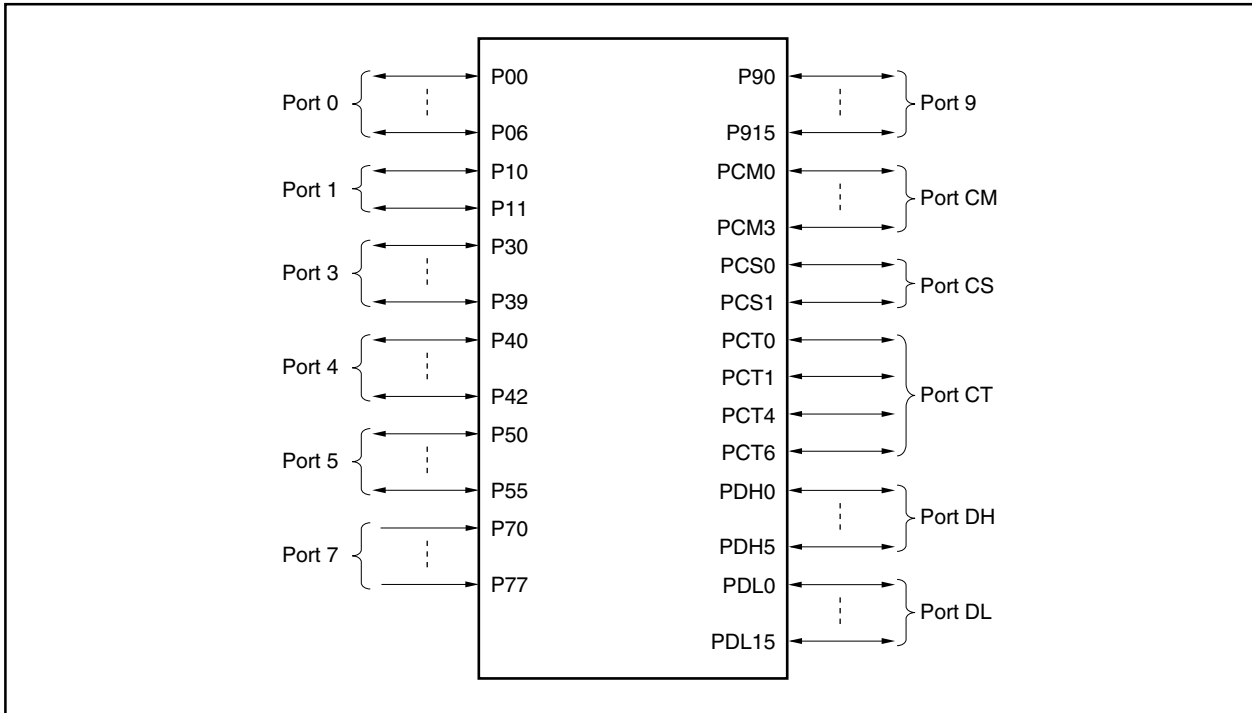 Port 0
P00
P06
Port 1
P10
P11
Port 3
P30
P39
Port 4
P40
P42
Port 5
P50
P55
Port 7
P70
P77
P90
P915
Port 9
PCM0
PCM3
Port CM
PCS0
PCS1
Port CS
PCT0
PCT1
PCT4
PCT6
Port CT
PDH0
PDH5
Port DH
PDL0
PDL15
Port DL